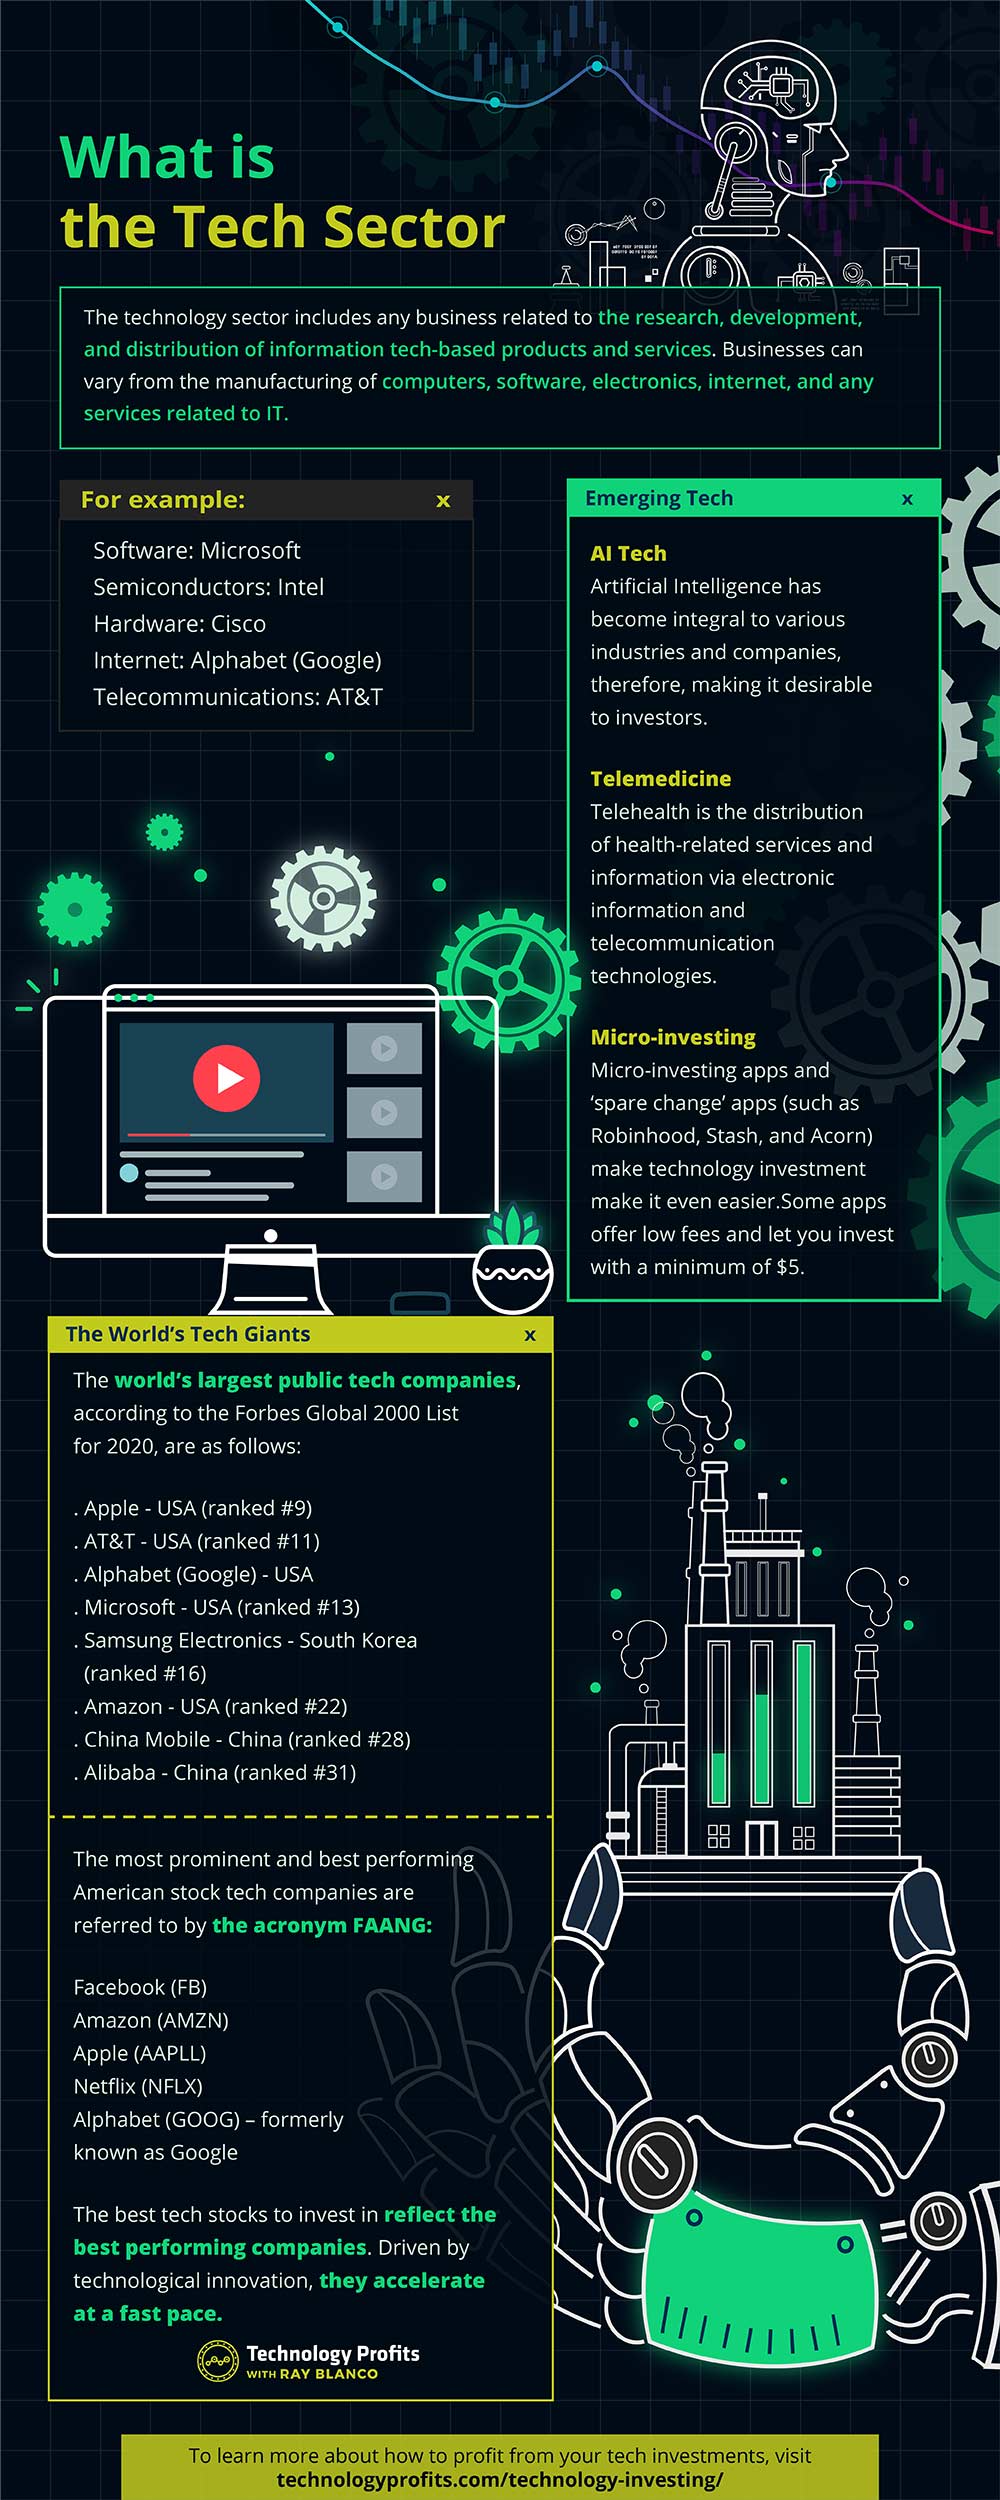 What is
the Tech Sector
The technology sector includes any business related to the research, development,
and distribution of information tech-based products and services. Businesses can
vary from the manufacturing of computers, software, electronics, internet, and any
services related to IT.
For example: x
Software: Microsoft
Semiconductors: Intel
Hardware: Cisco
Internet: Alphabet (Google)
Telecommunications: AT&T
Emerging Tech x
AI Tech
Artificial Intelligence has
become integral to various
industries and companies,
therefore, making it desirable
to investors.
Telemedicine
Telehealth is the distribution
of health-related services and
information via electronic
information and
telecommunication
technologies.
Micro-investing
Micro-investing apps and
‘spare change’ apps (such as
Robinhood, Stash, and Acorn)
make technology investment
make it even easier.Some apps
offer low fees and let you invest
with a minimum of $5.
The World’s Tech Giants x
The world’s largest public tech companies,
according to the Forbes Global 2000 List
for 2020, are as follows:
. Apple - USA (ranked #9)
. AT&T - USA (ranked #11)
. Alphabet (Google) - USA
. Microsoft - USA (ranked #13)
. Samsung Electronics - South Korea
(ranked #16)
. Amazon - USA (ranked #22)
. China Mobile - China (ranked #28)
. Alibaba - China (ranked #31)
The most prominent and best performing
American stock tech companies are
referred to by the acronym FAANG:
Facebook (FB)
Amazon (AMZN)
Apple (AAPLL)
Netflix (NFLX)
Alphabet (GOOG) – formerly
known as Google
The best tech stocks to invest in reflect the
best performing companies. Driven by
technological innovation, they accelerate
at a fast pace.
Technology Profits
WITH RAY BLANCO
To learn more about how to profit from your tech investments, visit
technologyprofits.com/technology-investing/